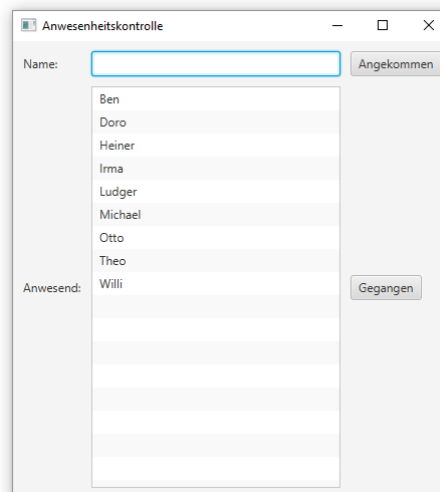 Anwesenheitskontrolle
Name:
Angekommen
Ben
Doro
Heiner
Irma
Ludger
Michael
Otto
Theo
Willi
Anwesend:
Gegangen